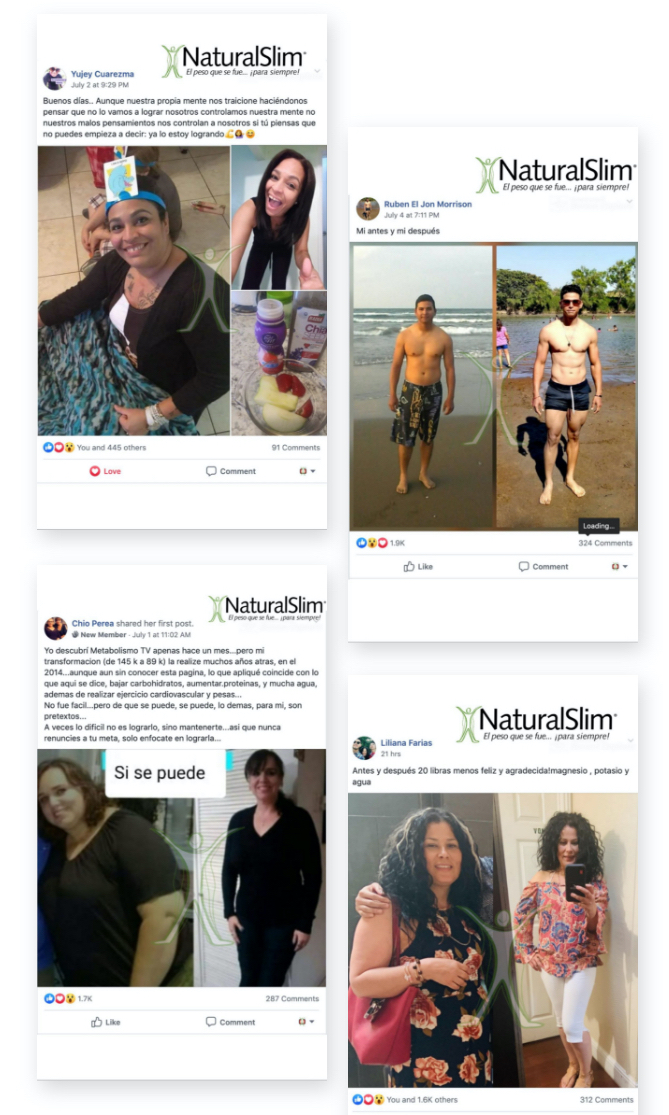 NaturalSlim®
El peso que se fue... ¡para siempre!
Yujey Cuarezma
July 2 at 9:29 PM
Buenos días.. Aunque nuestra propia mente nos traicione haciéndonos
pensar que no lo vamos a lograr nosotros controlamos nuestra mente no
nuestros malos pensamientos nos controlan a nosotros si tú piensas que
no puedes empieza a decir: ya lo estoy logrando💪🤷🏽‍♀️😊
You and 445 others
91 Comments
Love
Comment
NaturalSlim®
El peso que se fue... ¡para siempre!
Ruben El Jon Morrison
July 4 at 7:11 PM
Mi antes y mi después
Loading...
1.9K
324 Comments
Like
Comment
NaturalSlim®
El peso que se fue... ¡para siempre!
Chio Perea shared her first post.
New Member · July 1 at 11:02 AM
Yo descubrí Metabolismo TV apenas hace un mes...pero mi
transformacion (de 145 k a 89 k) la realize muchos años atras, en el
2014...aunque aun sin conocer esta pagina, lo que apliqué coincide con lo
que aqui se dice, bajar carbohidratos, aumentar.proteinas, y mucha agua,
ademas de realizar ejercicio cardiovascular y pesas...
No fue facil...pero de que se puede, se puede, lo demas, para mi, son
pretextos...
A veces lo dificil no es lograrlo, sino mantenerte...asi que nunca
renuncies a tu meta, solo enfocate en lograrla...
Si se puede
1.7K
287 Comments
Like
Comment
NaturalSlim®
El peso que se fue... ¡para siempre!
Liliana Farias
21 hrs
Antes y después 20 libras menos feliz y agradecida!magnesio , potasio y
agua
You and 1.6K others
312 Comments